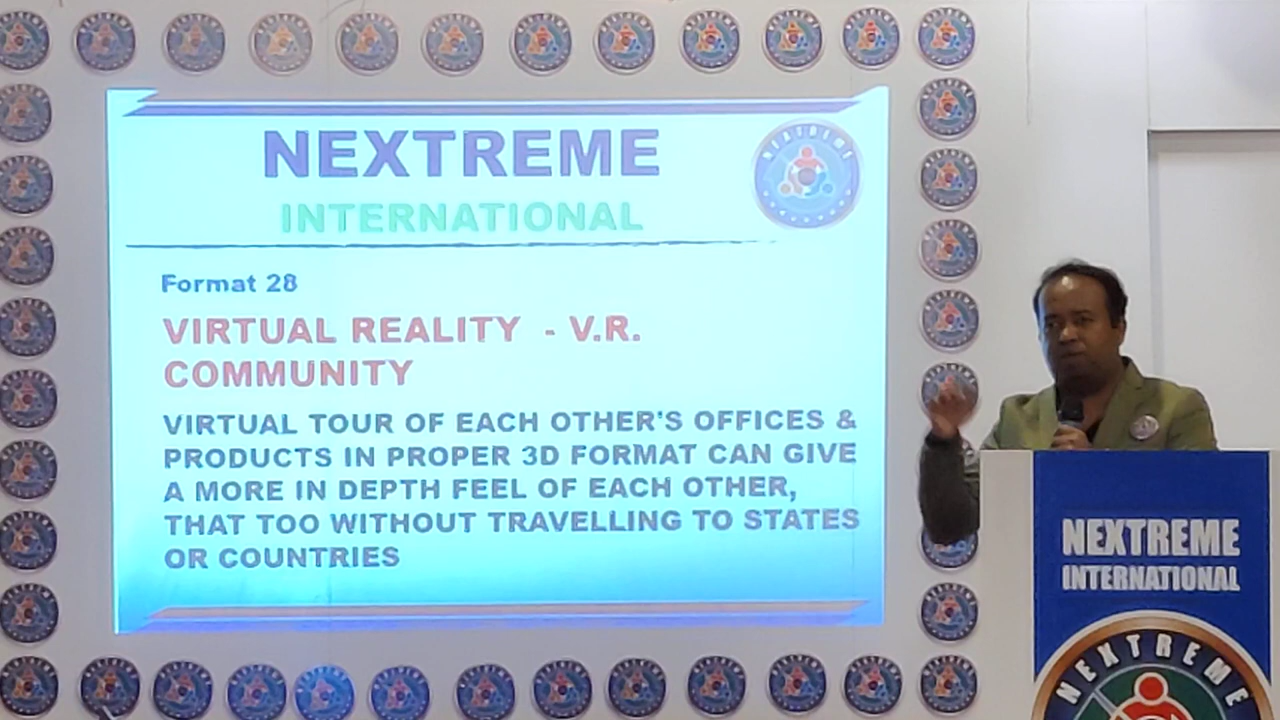 NEXTREME
INTERNATIONAL
NEXTREME
Format 28
VIRTUAL REALITY - V.R.
COMMUNITY
VIRTUAL TOUR OF EACH OTHER'S OFFICES &
PRODUCTS IN PROPER 3D FORMAT CAN GIVE
A MORE IN DEPTH FEEL OF EACH OTHER,
THAT TOO WITHOUT TRAVELLING TO STATES
OR COUNTRIES
NEXTREME
INTERNATIONAL
NEXTREME